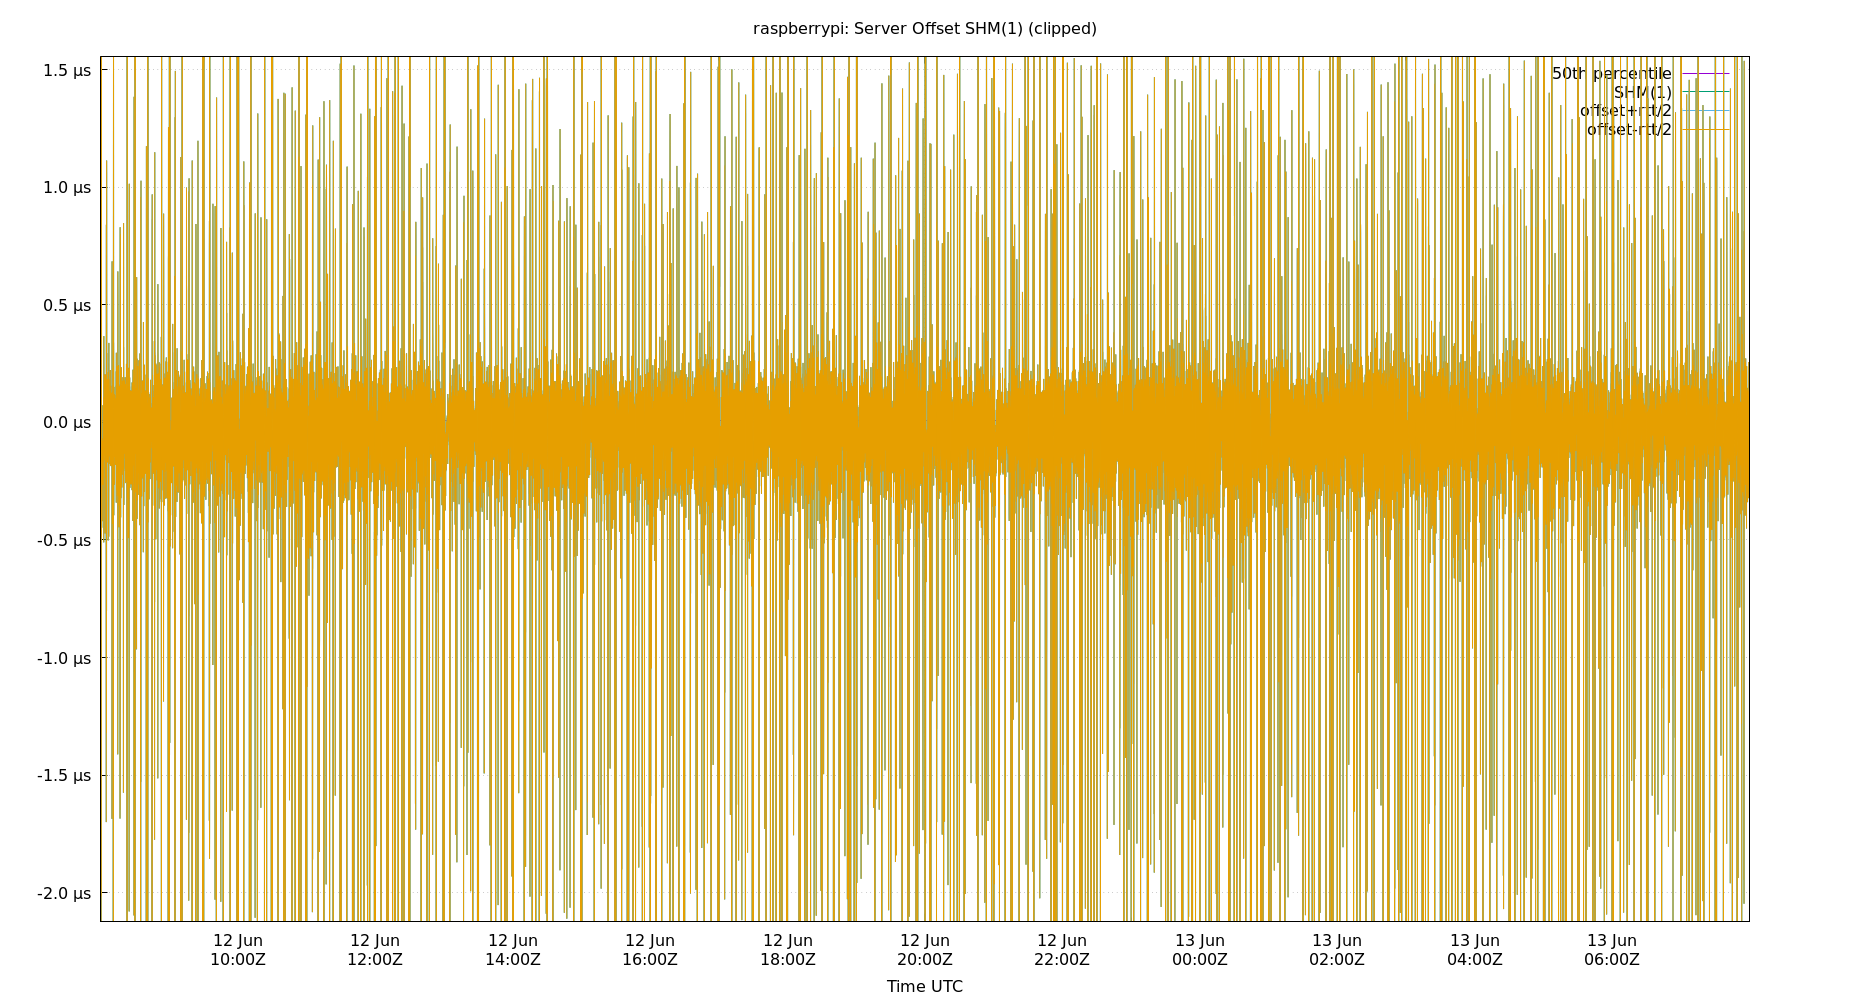 raspberrypi: Server Offset SHM(1) (clipped)
50th percentile
SHM(1)
offset+rtt/2
offset-rtt/2
1.5 µs
1.0 µs
0.5 µs
0.0 µs
-0.5 µs
-1.0 µs
-1.5 µs
-2.0 µs
12 Jun 12 Jun 12 Jun 12 Jun 12 Jun 12 Jun 12 Jun 13 Jun 13 Jun 13 Jun 13 Jun
10:00Z 12:00Z 14:00Z 16:00Z 18:00Z 20:00Z 22:00Z 00:00Z 02:00Z 04:00Z 06:00Z
Time UTC